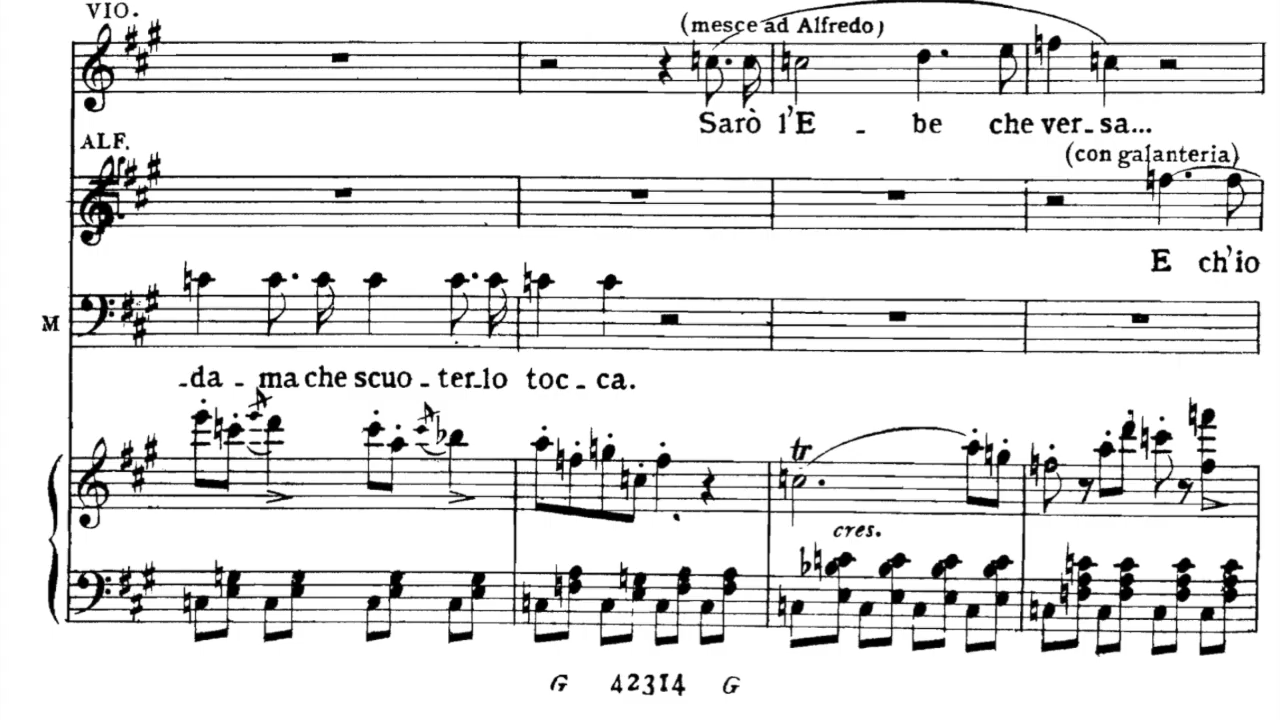 VIO.
(mesce ad Alfredo)
Sarò l'E - be che ver-sa...
ALF.
(con galanteria)
E ch'io
M
-da - ma che scuo - ter-lo toc - ca.
tr
cres.
G 42314 G